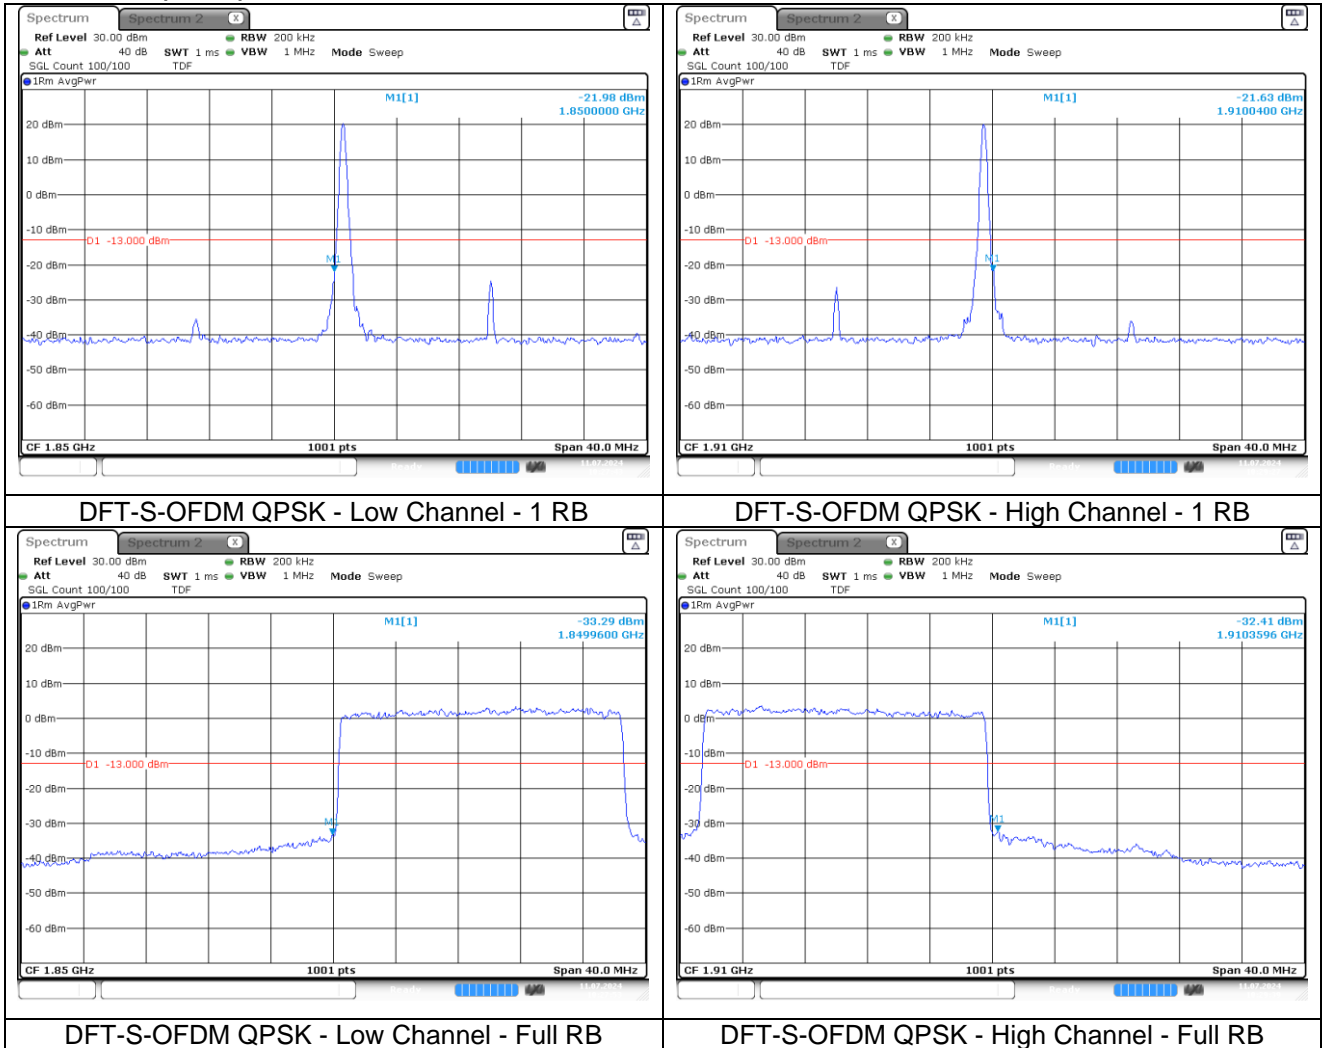 Spectrum Spectrum 2 X
Ref Level 30.00 dBm RBW 200 kHz
Att 40 dB SWT 1 ms VBW 1 MHz Mode Sweep
SGL Count 100/100 TDF
1Rm AvgPwr
M1[1] -21.98 dBm
1.8500000 GHz
20 dBm
10 dBm
0 dBm
-10 dBm
D1 -13.000 dBm
M1
-20 dBm
-30 dBm
-40 dBm
-50 dBm
-60 dBm
CF 1.85 GHz 1001 pts Span 40.0 MHz
Ready 11.07.2024
DFT-S-OFDM QPSK - Low Channel - 1 RB
Spectrum Spectrum 2 X
Ref Level 30.00 dBm RBW 200 kHz
Att 40 dB SWT 1 ms VBW 1 MHz Mode Sweep
SGL Count 100/100 TDF
1Rm AvgPwr
M1[1] -21.63 dBm
1.9100400 GHz
20 dBm
10 dBm
0 dBm
-10 dBm
D1 -13.000 dBm
M1
-20 dBm
-30 dBm
-40 dBm
-50 dBm
-60 dBm
CF 1.91 GHz 1001 pts Span 40.0 MHz
Ready 11.07.2024
DFT-S-OFDM QPSK - High Channel - 1 RB
Spectrum Spectrum 2 X
Ref Level 30.00 dBm RBW 200 kHz
Att 40 dB SWT 1 ms VBW 1 MHz Mode Sweep
SGL Count 100/100 TDF
1Rm AvgPwr
M1[1] -33.29 dBm
1.8499600 GHz
20 dBm
10 dBm
0 dBm
-10 dBm
D1 -13.000 dBm
-20 dBm
-30 dBm
M1
-40 dBm
-50 dBm
-60 dBm
CF 1.85 GHz 1001 pts Span 40.0 MHz
Ready 11.07.2024
DFT-S-OFDM QPSK - Low Channel - Full RB
Spectrum Spectrum 2 X
Ref Level 30.00 dBm RBW 200 kHz
Att 40 dB SWT 1 ms VBW 1 MHz Mode Sweep
SGL Count 100/100 TDF
1Rm AvgPwr
M1[1] -32.41 dBm
1.9103596 GHz
20 dBm
10 dBm
0 dBm
-10 dBm
D1 -13.000 dBm
-20 dBm
-30 dBm
M1
-40 dBm
-50 dBm
-60 dBm
CF 1.91 GHz 1001 pts Span 40.0 MHz
Ready 11.07.2024
DFT-S-OFDM QPSK - High Channel - Full RB